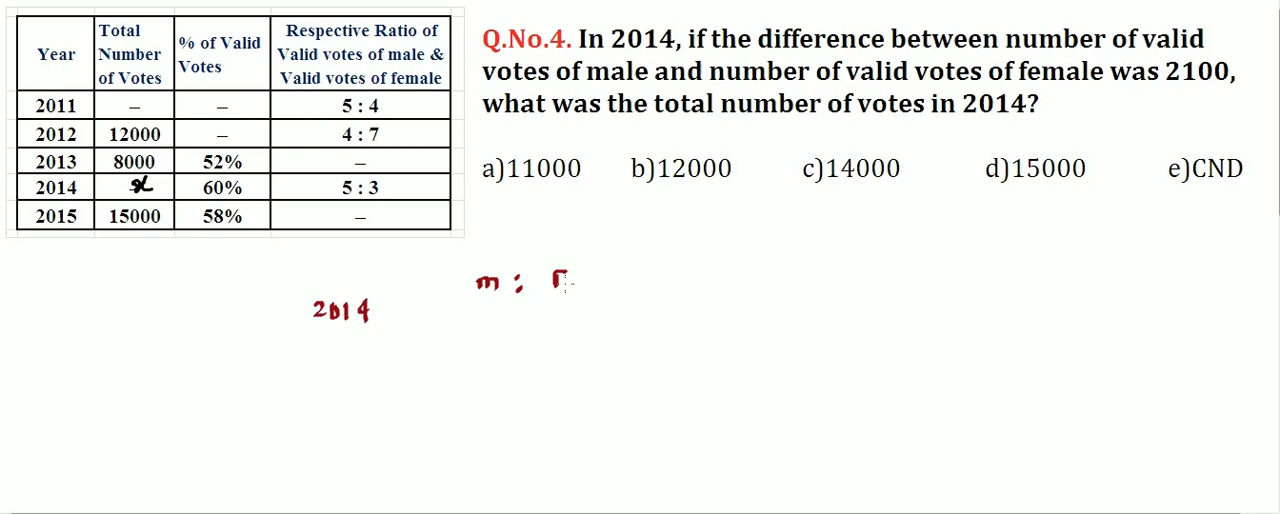 Year | Total Number of Votes | % of Valid Votes | Respective Ratio of Valid votes of male & Valid votes of female
2011 | – | – | 5 : 4
2012 | 12000 | – | 4 : 7
2013 | 8000 | 52% | –
2014 | x | 60% | 5 : 3
2015 | 15000 | 58% | –
Q.No.4. In 2014, if the difference between number of valid
votes of male and number of valid votes of female was 2100,
what was the total number of votes in 2014?
a)11000 b)12000 c)14000 d)15000 e)CND
m :
2014